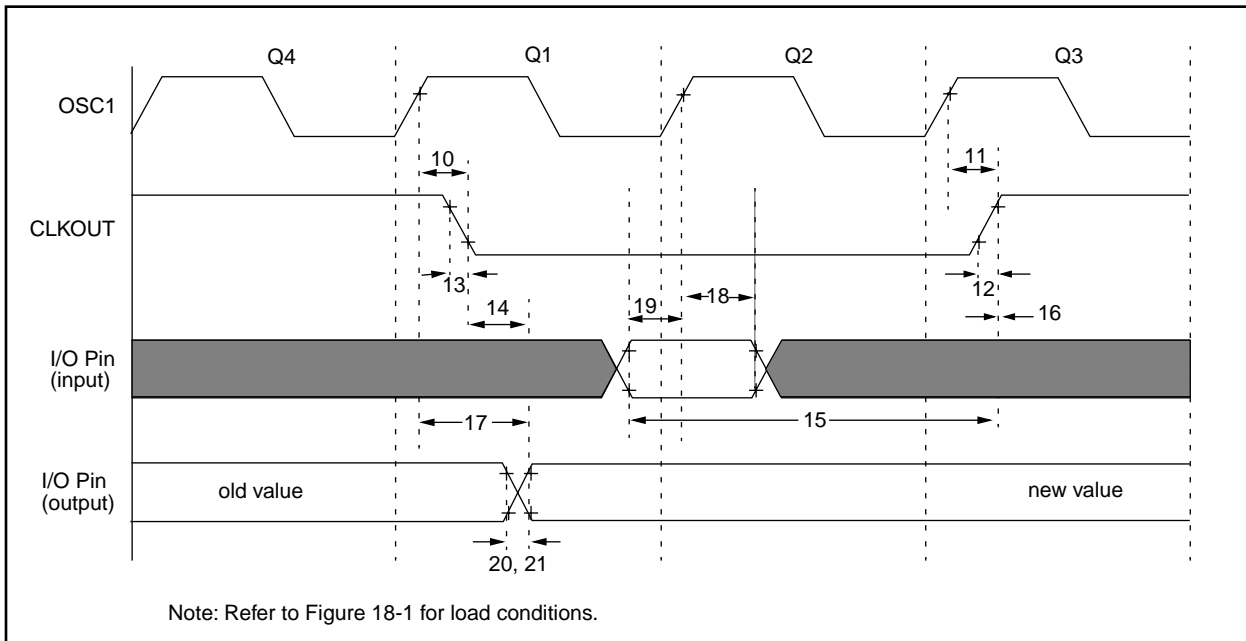 Q4 Q1 Q2 Q3
OSC1
10 11
CLKOUT
13 12
19 18
14 16
I/O Pin
(input)
17 15
I/O Pin
(output)
old value new value
20, 21
Note: Refer to Figure 18-1 for load conditions.